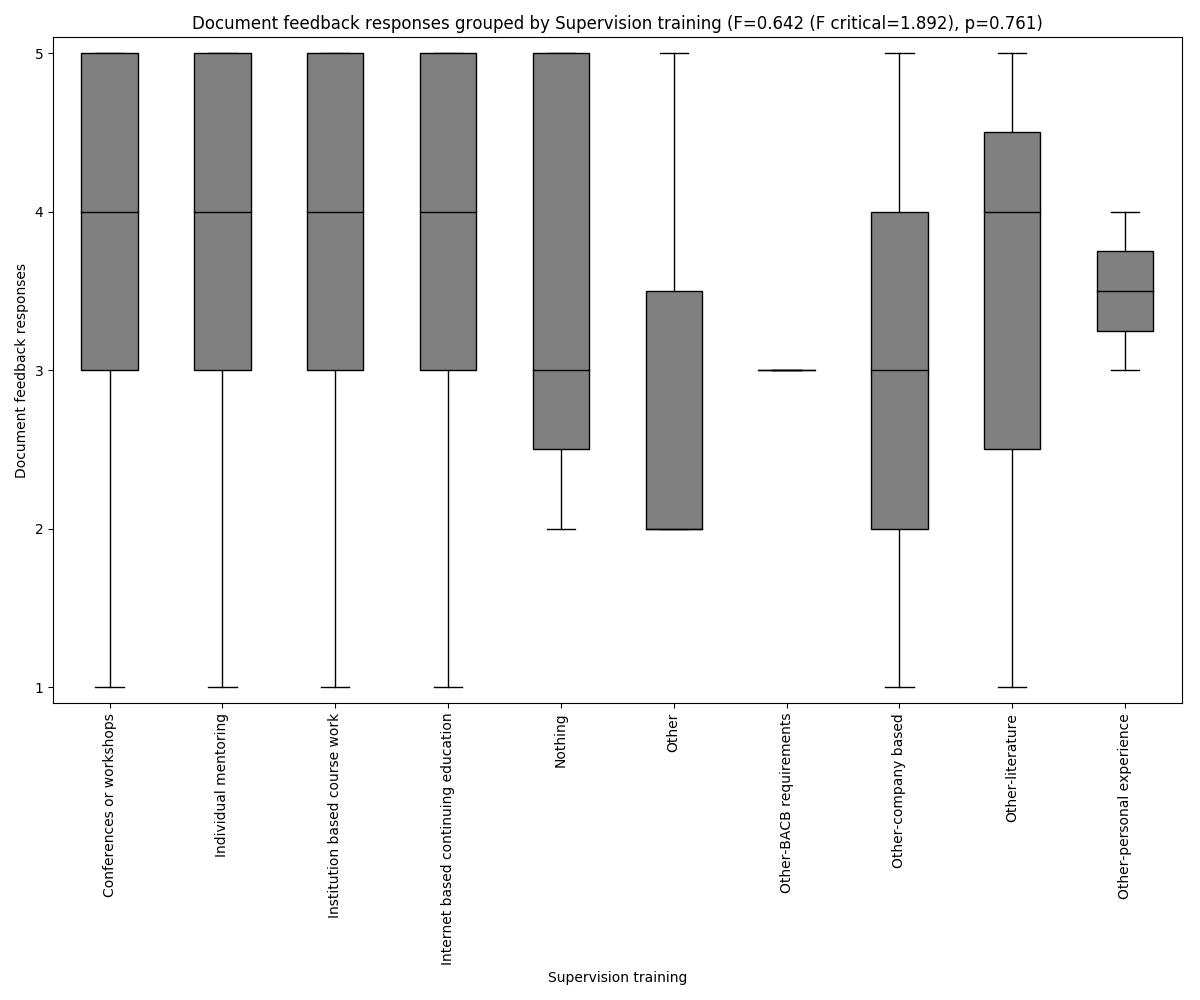 Document feedback responses grouped by Supervision training (F=0.642 (F critical=1.892), p=0.761)
Document feedback responses
5
4
3
2
1
Conferences or workshops
Individual mentoring
Institution based course work
Internet based continuing education
Nothing
Other
Other-BACB requirements
Other-company based
Other-literature
Other-personal experience
Supervision training